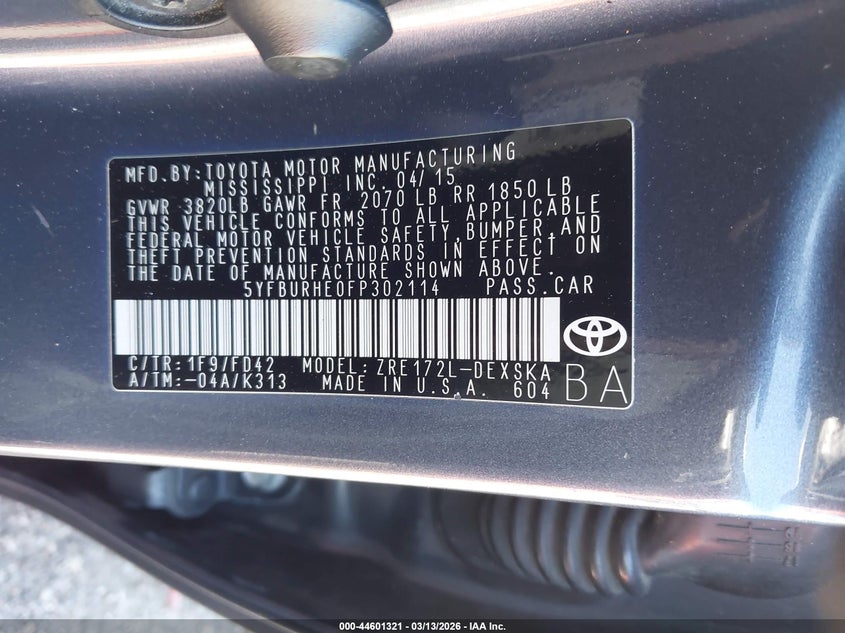 MFD.BY:TOYOTA MOTOR MANUFACTURING
MISSISSIPPI INC. 04/15
GVWR 3820LB GAWR FR 2070 LB RR 1850 LB
THIS VEHICLE CONFORMS TO ALL APPLICABLE
FEDERAL MOTOR VEHICLE SAFETY,BUMPER,AND
THEFT PREVENTION STANDARDS IN EFFECT ON
THE DATE OF MANUFACTURE SHOWN ABOVE.
5YFBURHE0FP302114 PASS.CAR
C/TR:1F9/FD42 MODEL:ZRE172L-DEXSKA
A/TM:-04A/K313 MADE IN U.S.A. 604
BA
000-44601321 | 03/13/2026 - IAA Inc.